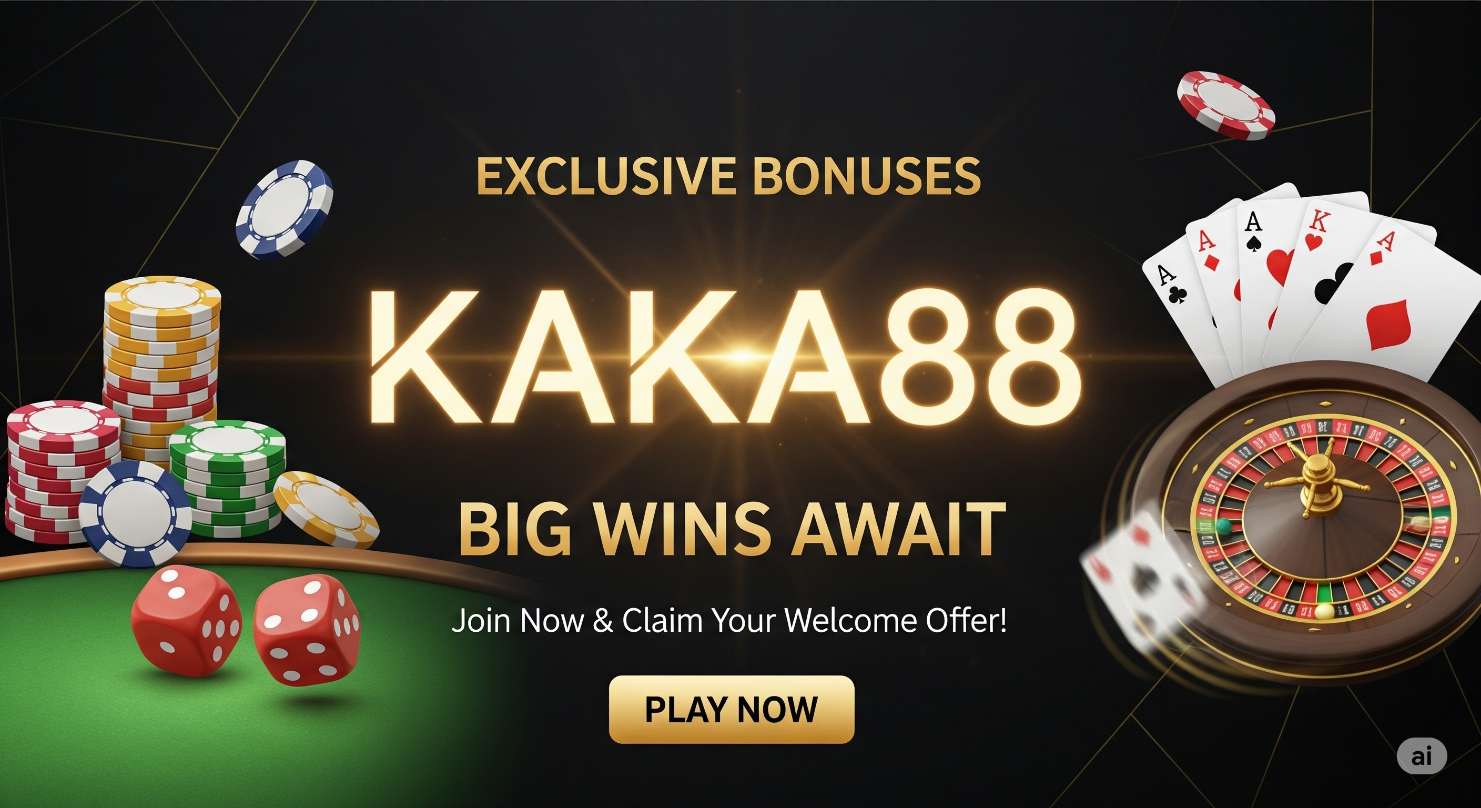 EXCLUSIVE BONUSES
KAKA88
BIG WINS AWAIT
Join Now & Claim Your Welcome Offer!
PLAY NOW
A
A
A
K
A
ai